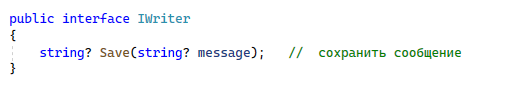 public interface IWriter
{
    string? Save(string? message);   //  сохранить сообщение
}